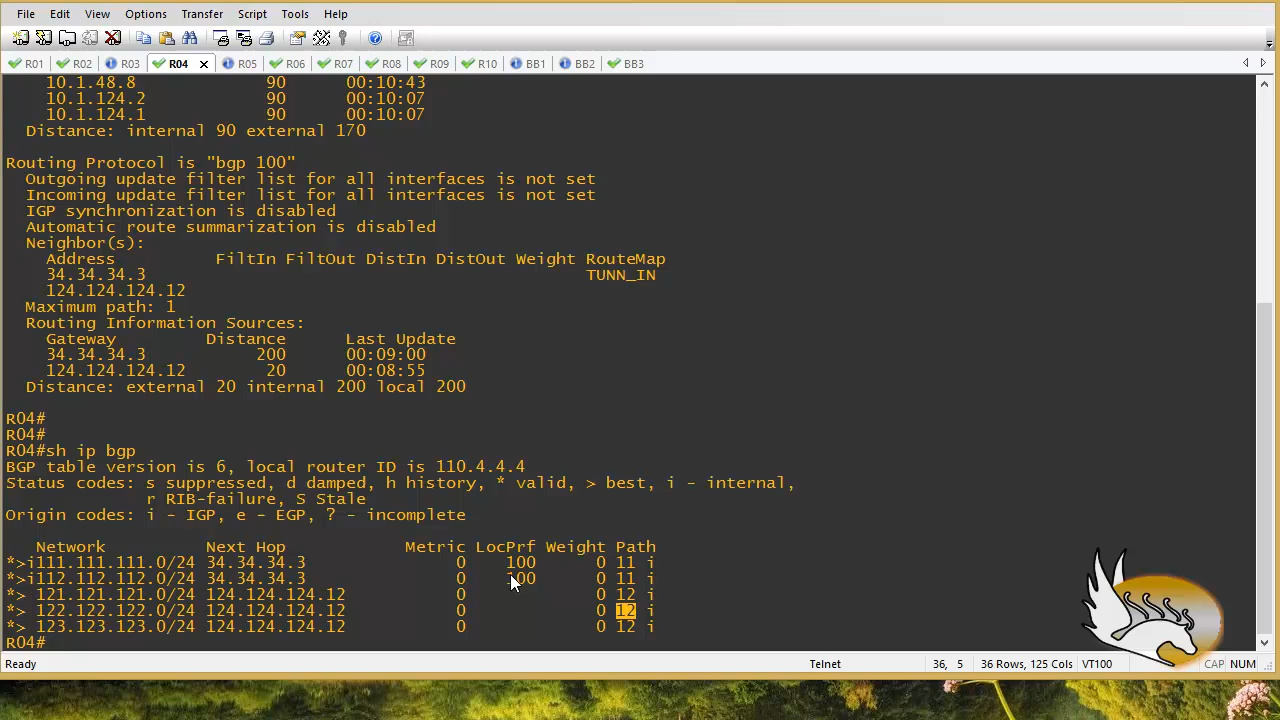 File Edit View Options Transfer Script Tools Help
R01 R02 R03 R04 R05 R06 R07 R08 R09 R10 BB1 BB2 BB3
10.1.48.8 90 00:10:43
10.1.124.2 90 00:10:07
10.1.124.1 90 00:10:07
Distance: internal 90 external 170
Routing Protocol is "bgp 100"
Outgoing update filter list for all interfaces is not set
Incoming update filter list for all interfaces is not set
IGP synchronization is disabled
Automatic route summarization is disabled
Neighbor(s):
Address FiltIn FiltOut DistIn DistOut Weight RouteMap
34.34.34.3 TUNN_IN
124.124.124.12
Maximum path: 1
Routing Information Sources:
Gateway Distance Last Update
34.34.34.3 200 00:09:00
124.124.124.12 20 00:08:55
Distance: external 20 internal 200 local 200
R04#
R04#
R04#sh ip bgp
BGP table version is 6, local router ID is 110.4.4.4
Status codes: s suppressed, d damped, h history, * valid, > best, i - internal,
r RIB-failure, S Stale
Origin codes: i - IGP, e - EGP, ? - incomplete
Network Next Hop Metric LocPrf Weight Path
*>i111.111.111.0/24 34.34.34.3 0 100 0 11 i
*>i112.112.112.0/24 34.34.34.3 0 100 0 11 i
*> 121.121.121.0/24 124.124.124.12 0 0 12 i
*> 122.122.122.0/24 124.124.124.12 0 0 12 i
*> 123.123.123.0/24 124.124.124.12 0 0 12 i
R04#
Ready Telnet 36, 5 36 Rows, 125 Cols VT100 CAP NUM